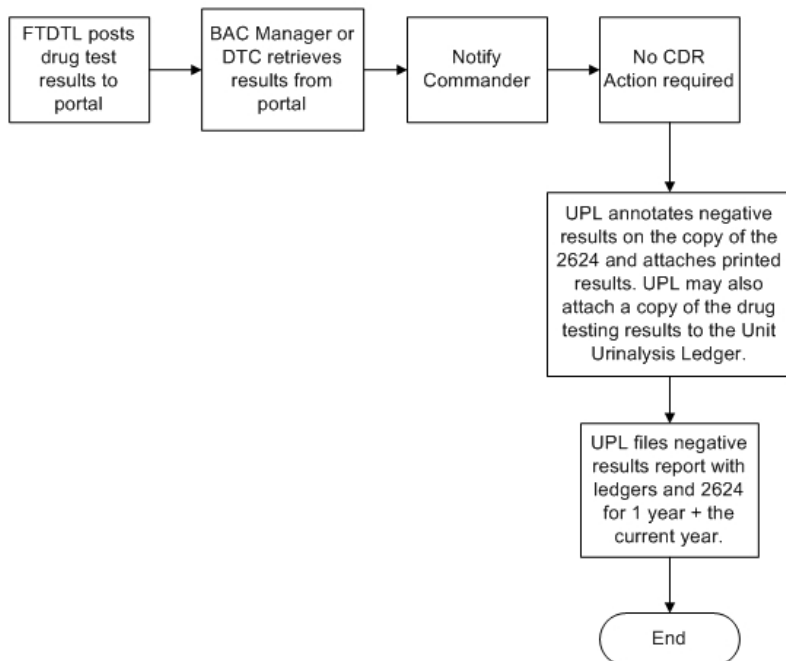 FTDTL posts
drug test
results to
portal
BAC Manager or
DTC retrieves
results from
portal
Notify
Commander
No CDR
Action required
UPL annotates negative
results on the copy of the
2624 and attaches printed
results. UPL may also
attach a copy of the drug
testing results to the Unit
Urinalysis Ledger.
UPL files negative
results report with
ledgers and 2624
for 1 year + the
current year.
End